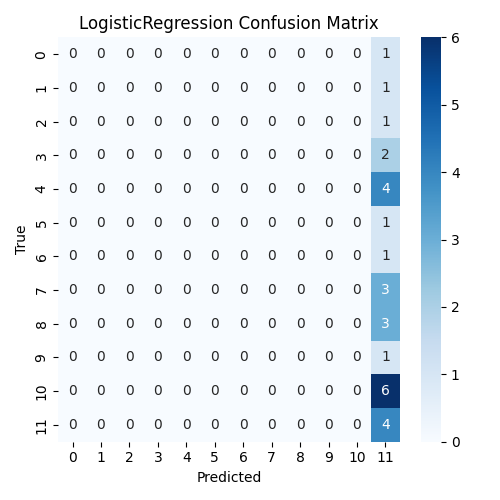 LogisticRegression Confusion Matrix
0 0 0 0 0 0 0 0 0 0 0 0 1
1 0 0 0 0 0 0 0 0 0 0 0 1
2 0 0 0 0 0 0 0 0 0 0 0 1
3 0 0 0 0 0 0 0 0 0 0 0 2
4 0 0 0 0 0 0 0 0 0 0 0 4
5 0 0 0 0 0 0 0 0 0 0 0 1
6 0 0 0 0 0 0 0 0 0 0 0 1
7 0 0 0 0 0 0 0 0 0 0 0 3
8 0 0 0 0 0 0 0 0 0 0 0 3
9 0 0 0 0 0 0 0 0 0 0 0 1
10 0 0 0 0 0 0 0 0 0 0 0 6
11 0 0 0 0 0 0 0 0 0 0 0 4
0 1 2 3 4 5 6 7 8 9 10 11
Predicted
True
6
5
4
3
2
1
0